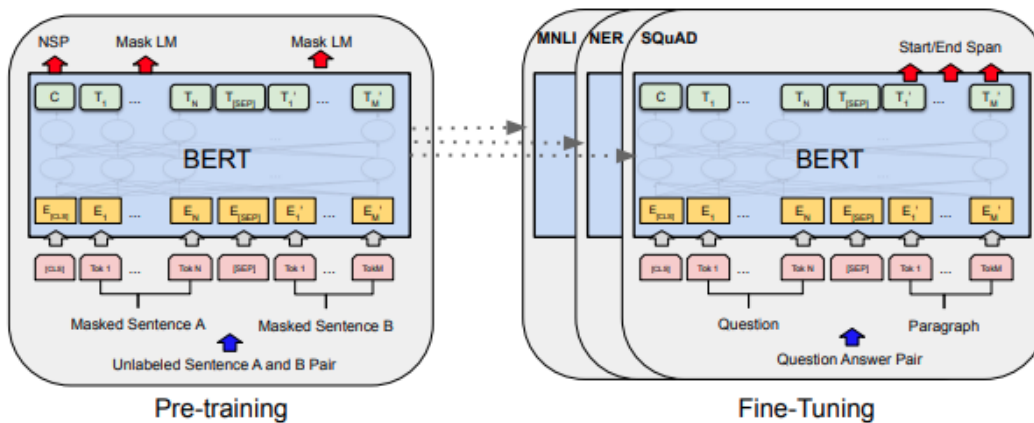 NSP Mask LM Mask LM
C T1 ... TN T[SEP] T1' ... TM'
BERT
E[CLS] E1 ... EN E[SEP] E1' ... EM'
[CLS] Tok 1 ... Tok N [SEP] Tok 1 ... TokM
Masked Sentence A Masked Sentence B
Unlabeled Sentence A and B Pair
Pre-training
MNLI NER SQuAD
Start/End Span
C T1 ... TN T[SEP] T1' ... TM'
BERT
E[CLS] E1 ... EN E[SEP] E1' ... EM'
[CLS] Tok 1 ... Tok N [SEP] Tok 1 ... TokM
Question Paragraph
Question Answer Pair
Fine-Tuning